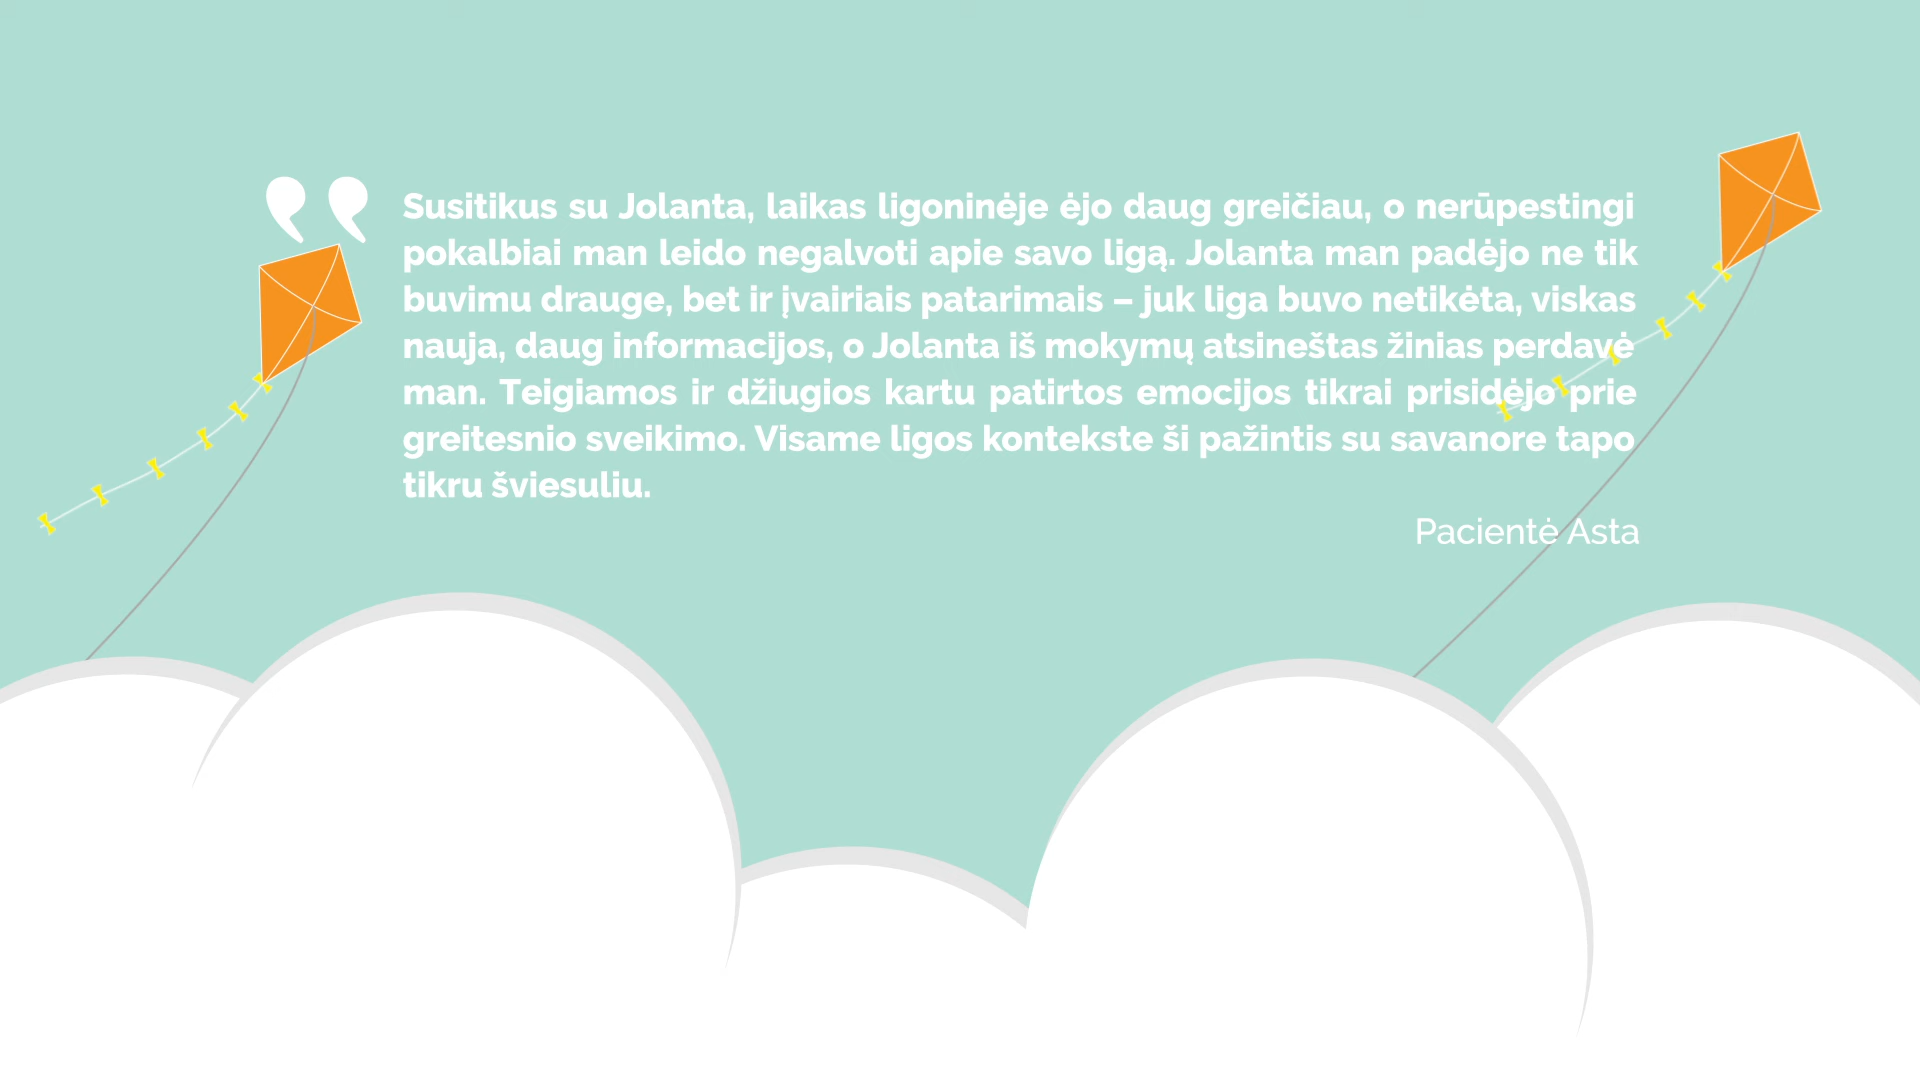 Susitikus su Jolanta, laikas ligoninėje ėjo daug greičiau, o nerūpestingi
pokalbiai man leido negalvoti apie savo ligą. Jolanta man padėjo ne tik
buvimu drauge, bet ir įvairiais patarimais – juk liga buvo netikėta, viskas
nauja, daug informacijos, o Jolanta iš mokymų atsineštas žinias perdavė
man. Teigiamos ir džiugios kartu patirtos emocijos tikrai prisidėjo prie
greitesnio sveikimo. Visame ligos kontekste ši pažintis su savanore tapo
tikru šviesuliu.
Pacientė Asta